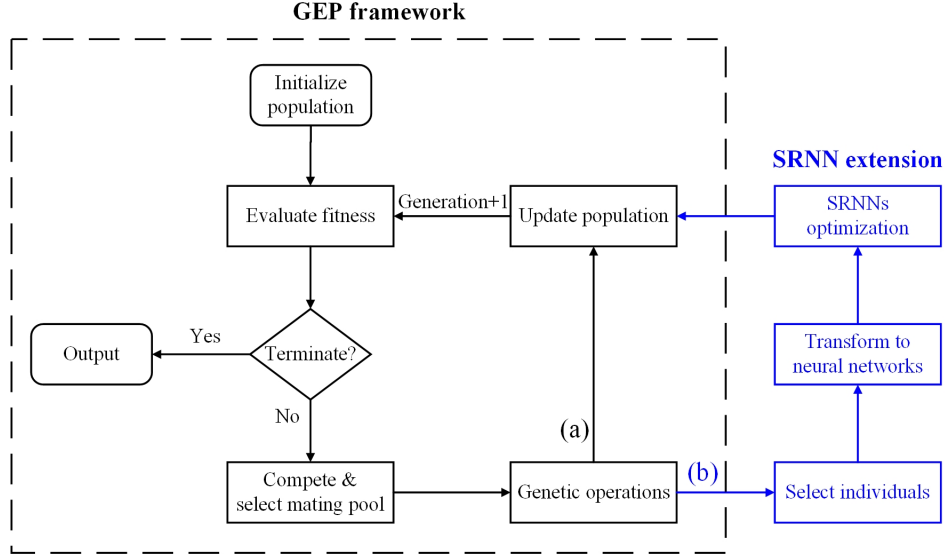 GEP framework
Initialize
population
SRNN extension
Evaluate fitness
Generation+1
Update population
SRNNs
optimization
Output
Yes
Terminate?
Transform to
neural networks
No
(a)
Compete &
select mating pool
Genetic operations
(b)
Select individuals